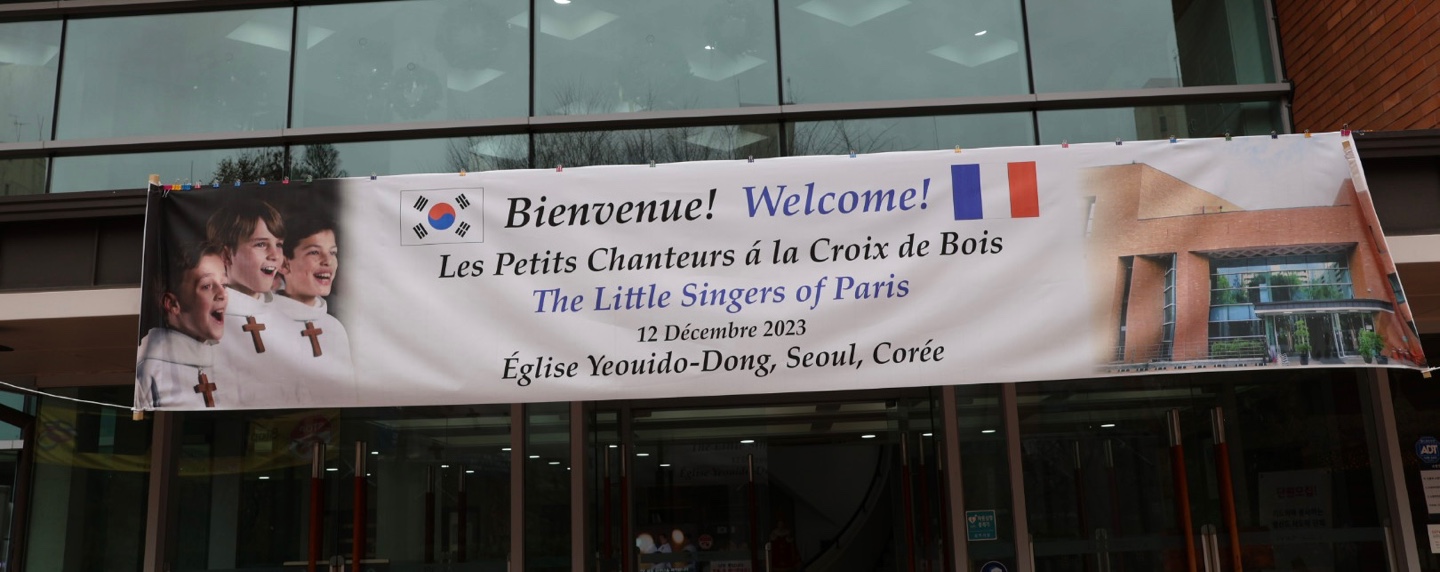 Bienvenue! Welcome!
Les Petits Chanteurs á la Croix de Bois
The Little Singers of Paris
12 Décembre 2023
Église Yeouido-Dong, Seoul, Corée
ADT